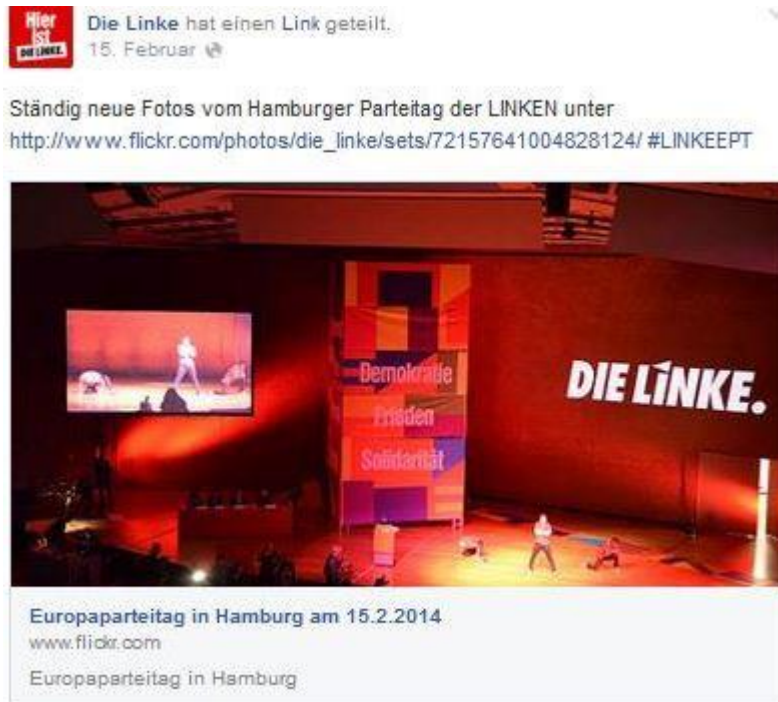 Hier
ist
DIE LINKE.
Die Linke hat einen Link geteilt.
15. Februar
Ständig neue Fotos vom Hamburger Parteitag der LINKEN unter
http://www.flickr.com/photos/die_linke/sets/72157641004828124/ #LINKEEPT
Demokratie
Frieden
Solidarität
DIE LINKE.
Europaparteitag in Hamburg am 15.2.2014
www.flickr.com
Europaparteitag in Hamburg